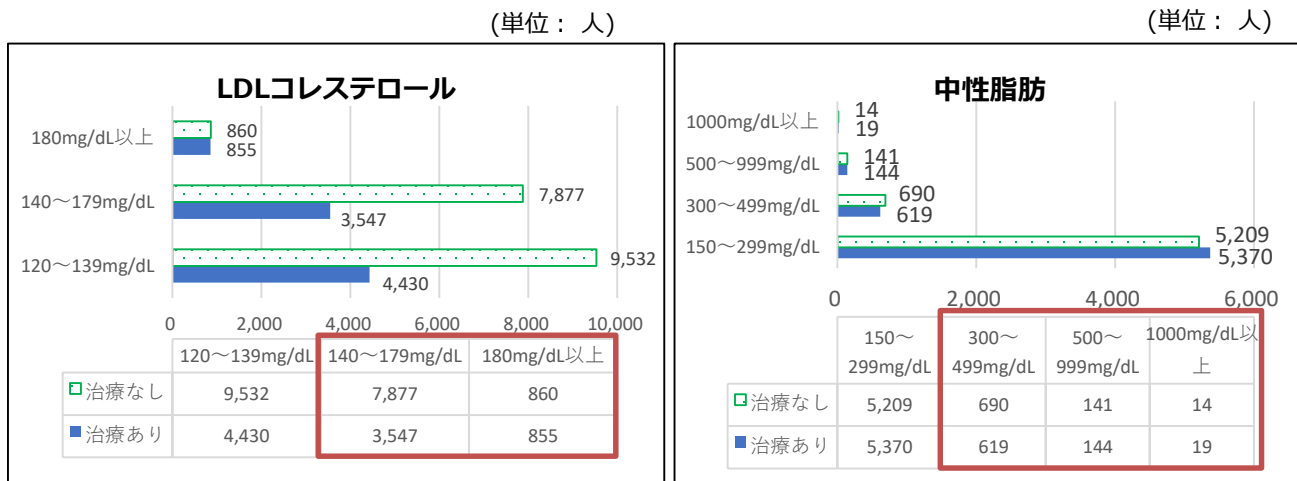 (単位： 人)
LDLコレステロール
180mg/dL以上
860
855
140～179mg/dL
7,877
3,547
120～139mg/dL
9,532
4,430
0 2,000 4,000 6,000 8,000 10,000
120～139mg/dL 140～179mg/dL 180mg/dL以上
治療なし 9,532 7,877 860
治療あり 4,430 3,547 855
(単位： 人)
中性脂肪
1000mg/dL以上
14
19
500～999mg/dL
141
144
300～499mg/dL
690
619
150～299mg/dL
5,209
5,370
0 2,000 4,000 6,000
150～ 300～ 500～ 1000mg/dL以
299mg/dL 499mg/dL 999mg/dL 上
治療なし 5,209 690 141 14
治療あり 5,370 619 144 19